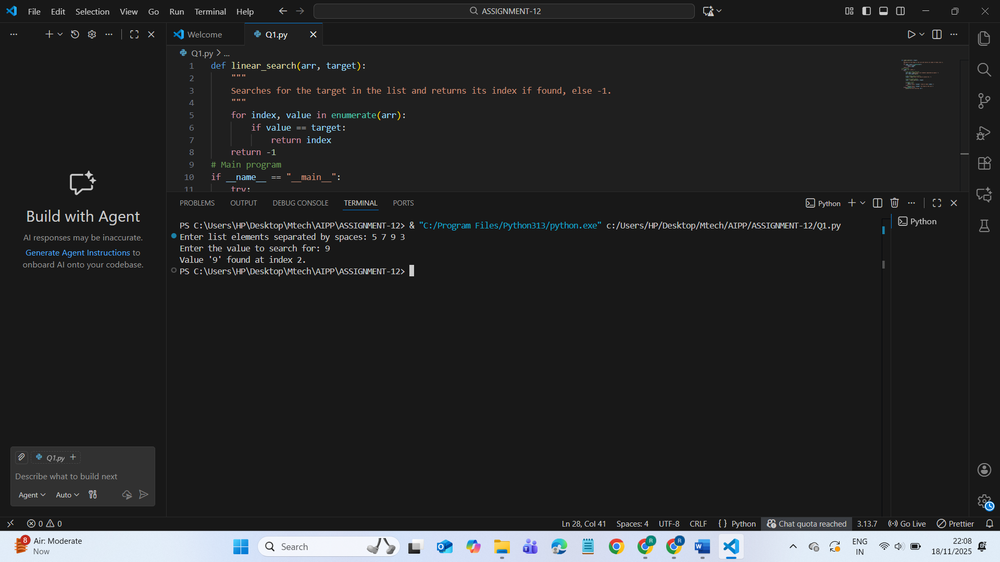 File Edit Selection View Go Run Terminal Help
ASSIGNMENT-12
Welcome
Q1.py
Q1.py > ...
1 def linear_search(arr, target):
2 """
3 Searches for the target in the list and returns its index if found, else -1.
4 """
5 for index, value in enumerate(arr):
6 if value == target:
7 return index
8 return -1
9 # Main program
10 if __name__ == "__main__":
11 try:
Build with Agent
AI responses may be inaccurate.
Generate Agent Instructions to
onboard AI onto your codebase.
Q1.py
Describe what to build next
Agent
Auto
PROBLEMS OUTPUT DEBUG CONSOLE TERMINAL PORTS
Python
Python
PS C:\Users\HP\Desktop\Mtech\AIPP\ASSIGNMENT-12> & "C:/Program Files/Python313/python.exe" c:/Users/HP/Desktop/Mtech/AIPP/ASSIGNMENT-12/Q1.py
Enter list elements separated by spaces: 5 7 9 3
Enter the value to search for: 9
Value '9' found at index 2.
PS C:\Users\HP\Desktop\Mtech\AIPP\ASSIGNMENT-12>
0 0
Ln 28, Col 41 Spaces: 4 UTF-8 CRLF { } Python Chat quota reached 3.13.7 Go Live Prettier
8
Air: Moderate
Now
Search
R
R
ENG
IN
22:08
18/11/2025